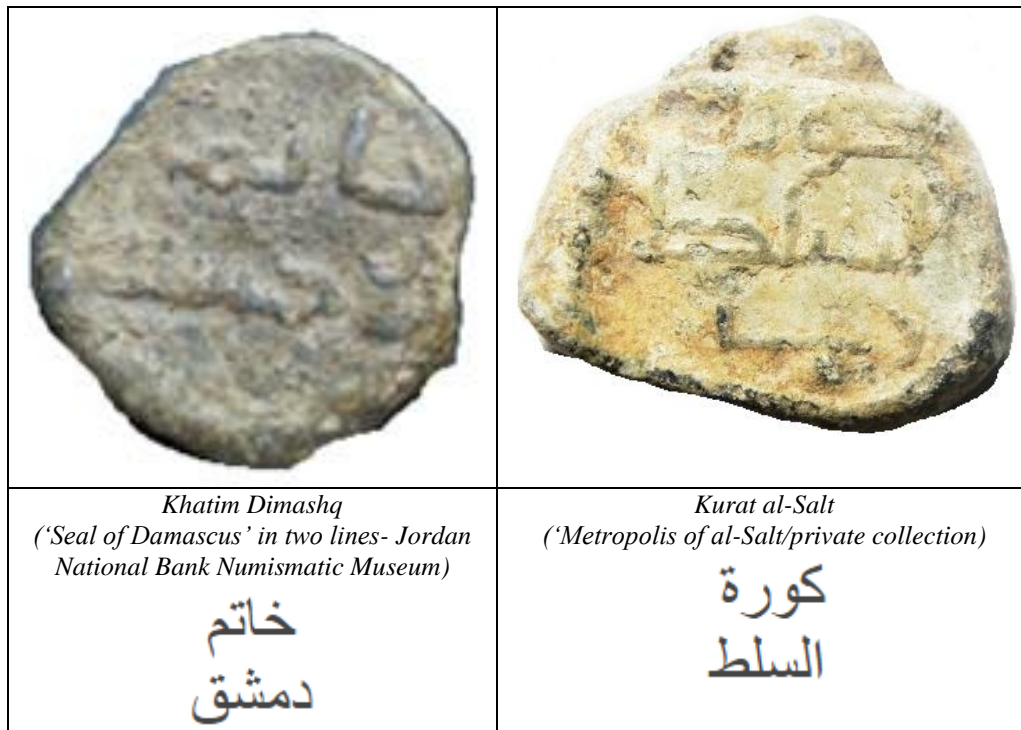 Khatim Dimashq
('Seal of Damascus' in two lines- Jordan
National Bank Numismatic Museum)
خاتم
دمشق
Kurat al-Salt
('Metropolis of al-Salt/private collection)
كورة
السلط